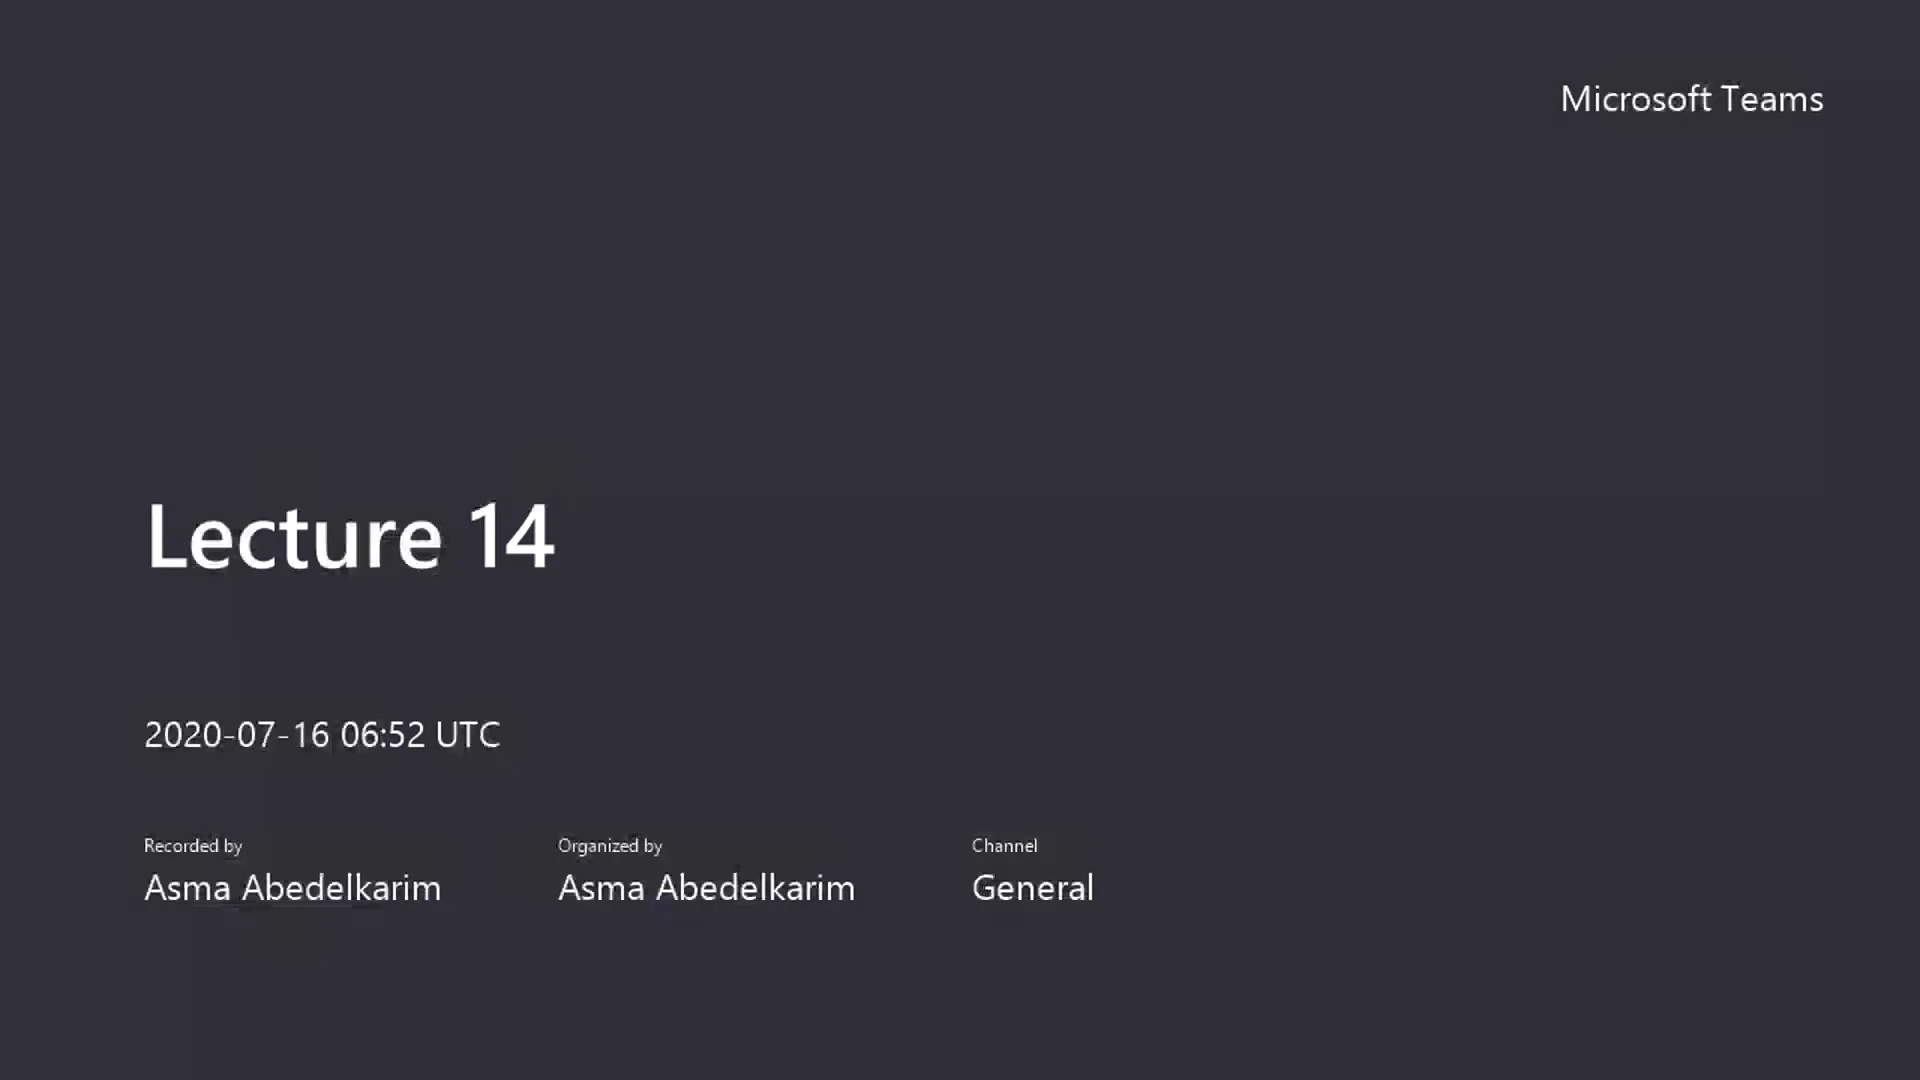 Microsoft Teams
Lecture 14
2020-07-16 06:52 UTC
Recorded by
Asma Abedelkarim
Organized by
Asma Abedelkarim
Channel
General